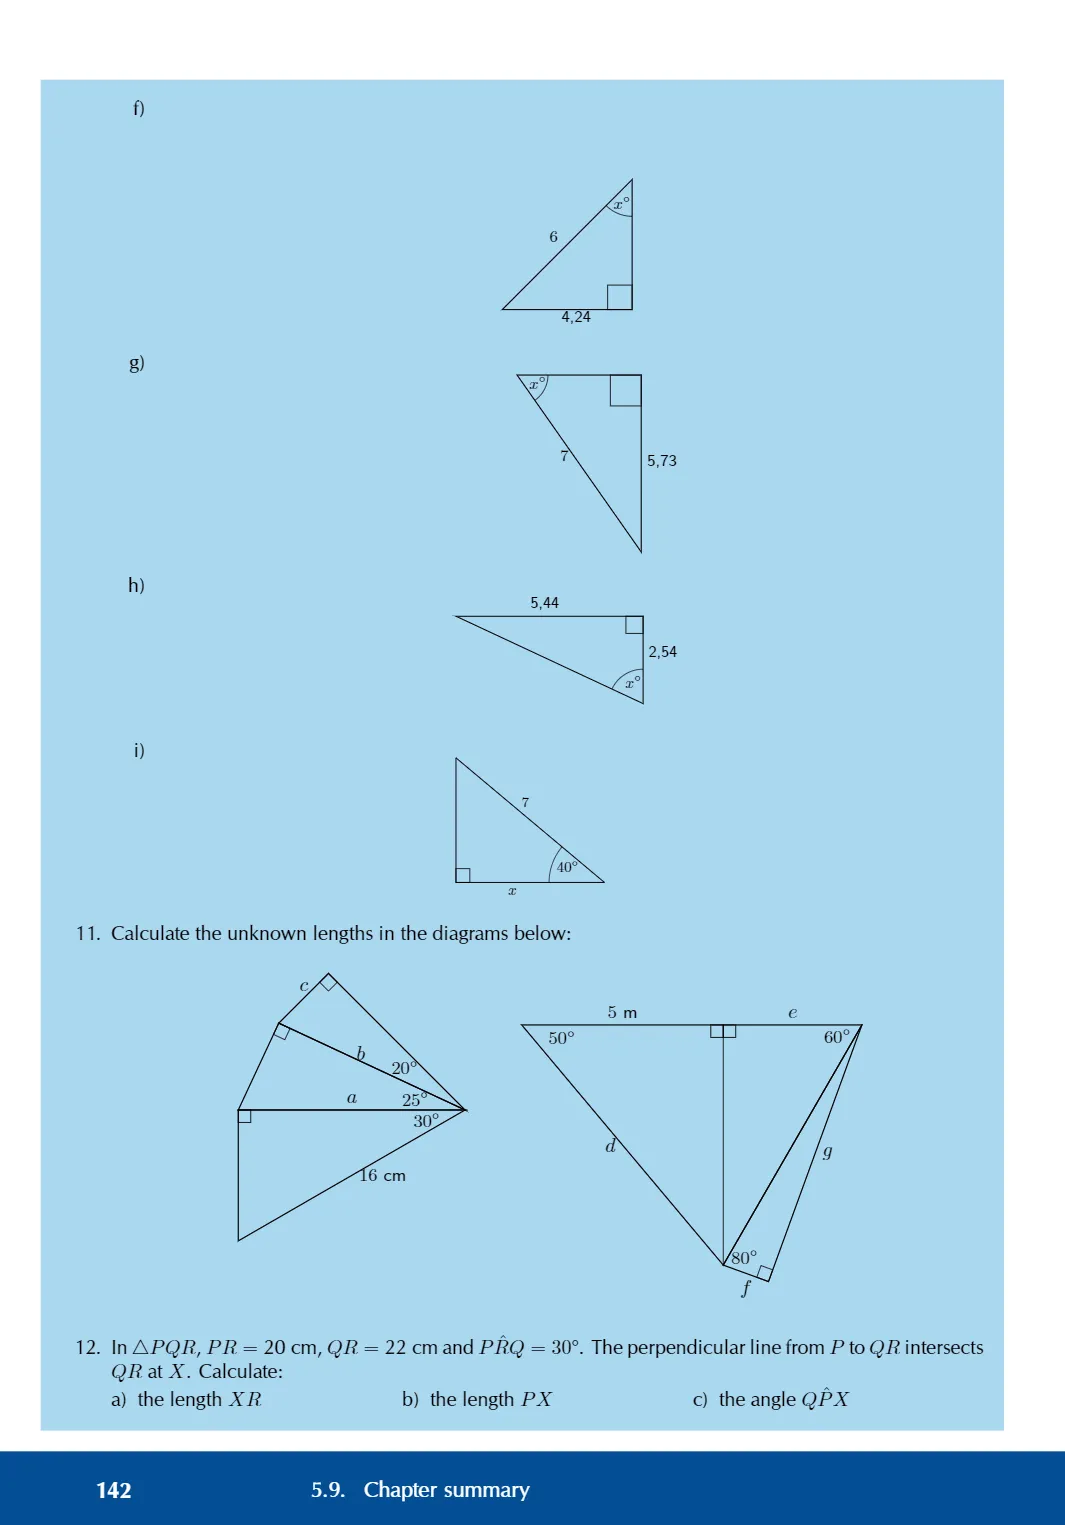 f)
x°
6
4,24
g)
x°
7
5,73
h)
5,44
2,54
x°
i)
7
40°
x
11. Calculate the unknown lengths in the diagrams below:
c
b
20°
a
25°
30°
16 cm
5 m
e
50°
60°
d
g
80°
f
12. In △PQR, PR = 20 cm, QR = 22 cm and PR̂Q = 30°. The perpendicular line from P to QR intersects
QR at X. Calculate:
a) the length XR b) the length PX c) the angle QP̂X
142 5.9. Chapter summary